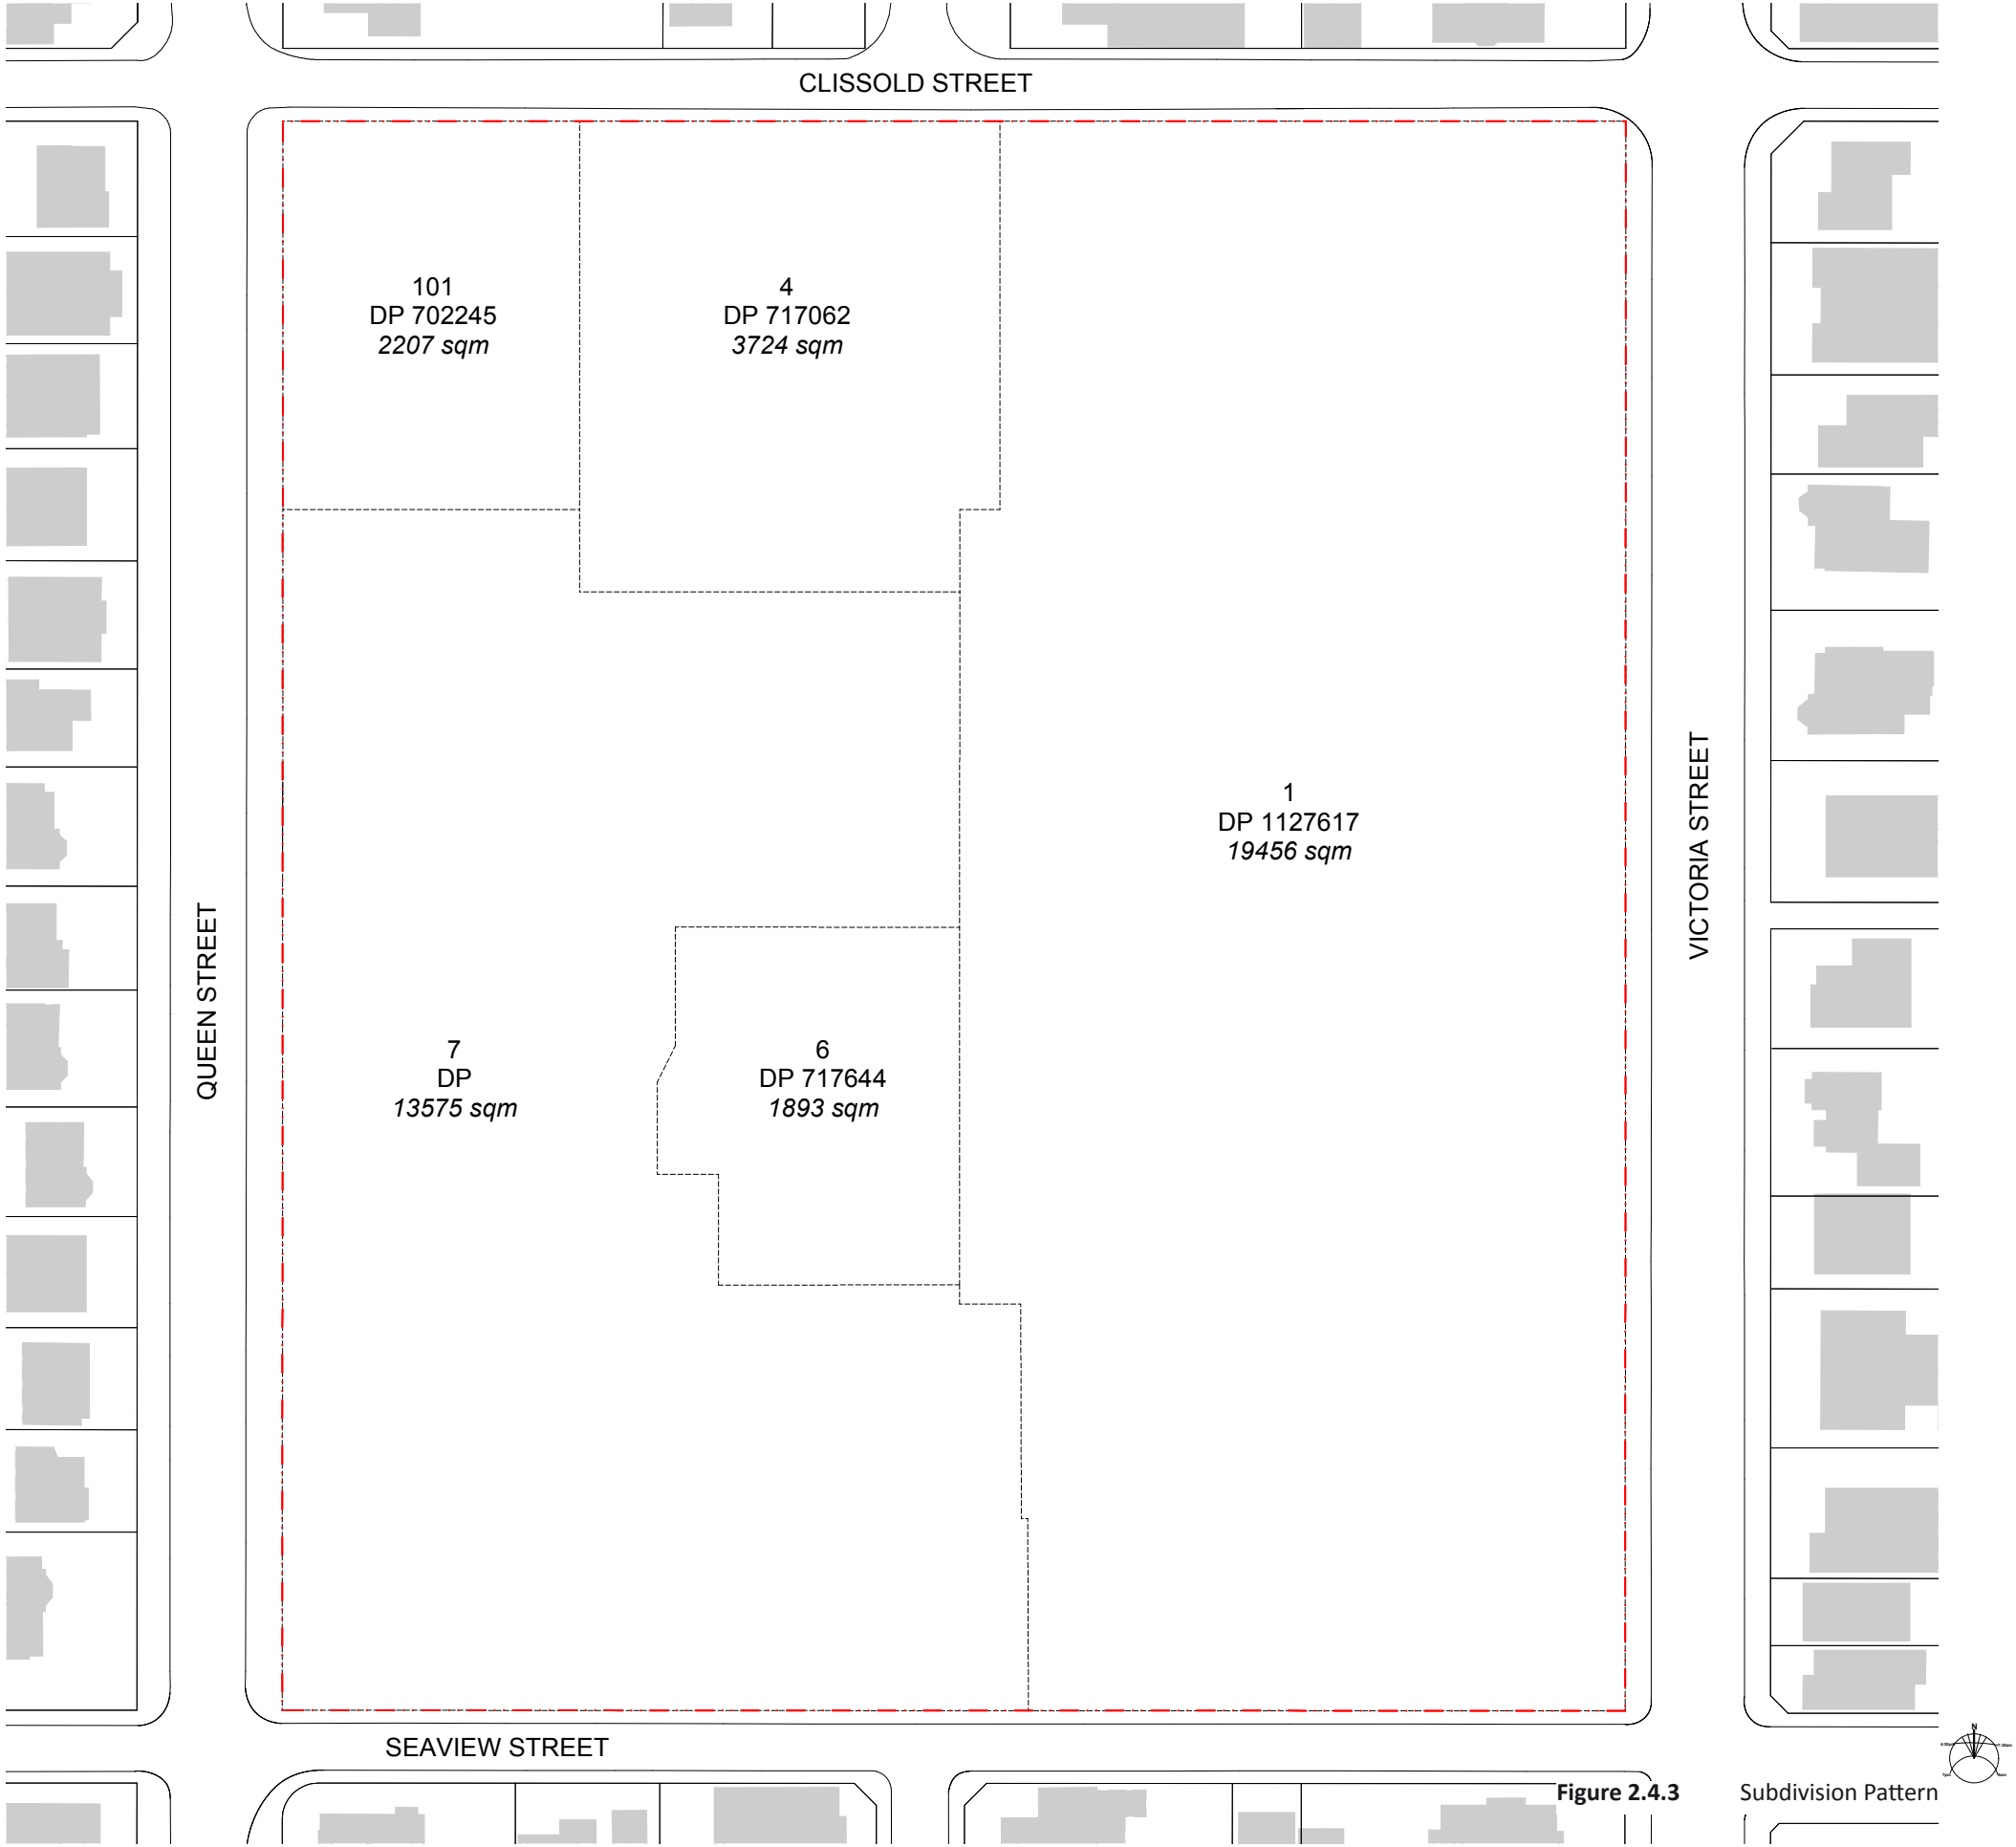 CLISSOLD STREET
101
DP 702245
2207 sqm
4
DP 717062
3724 sqm
1
DP 1127617
19456 sqm
VICTORIA STREET
QUEEN STREET
7
DP
13575 sqm
6
DP 717644
1893 sqm
SEAVIEW STREET
N
Figure 2.4.3 Subdivision Pattern